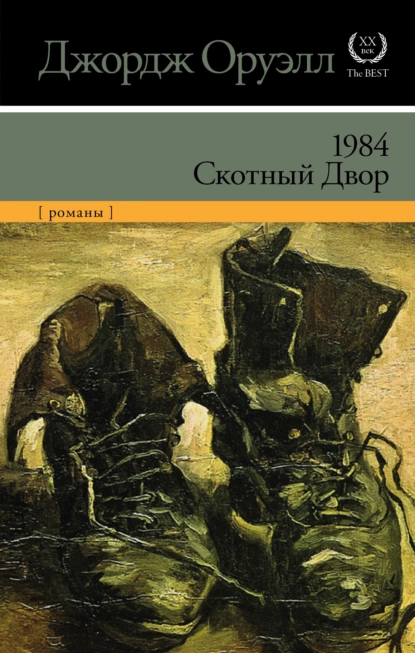 Джордж Оруэлл
XX
век
The BEST
1984
Скотный Двор
[ романы ]